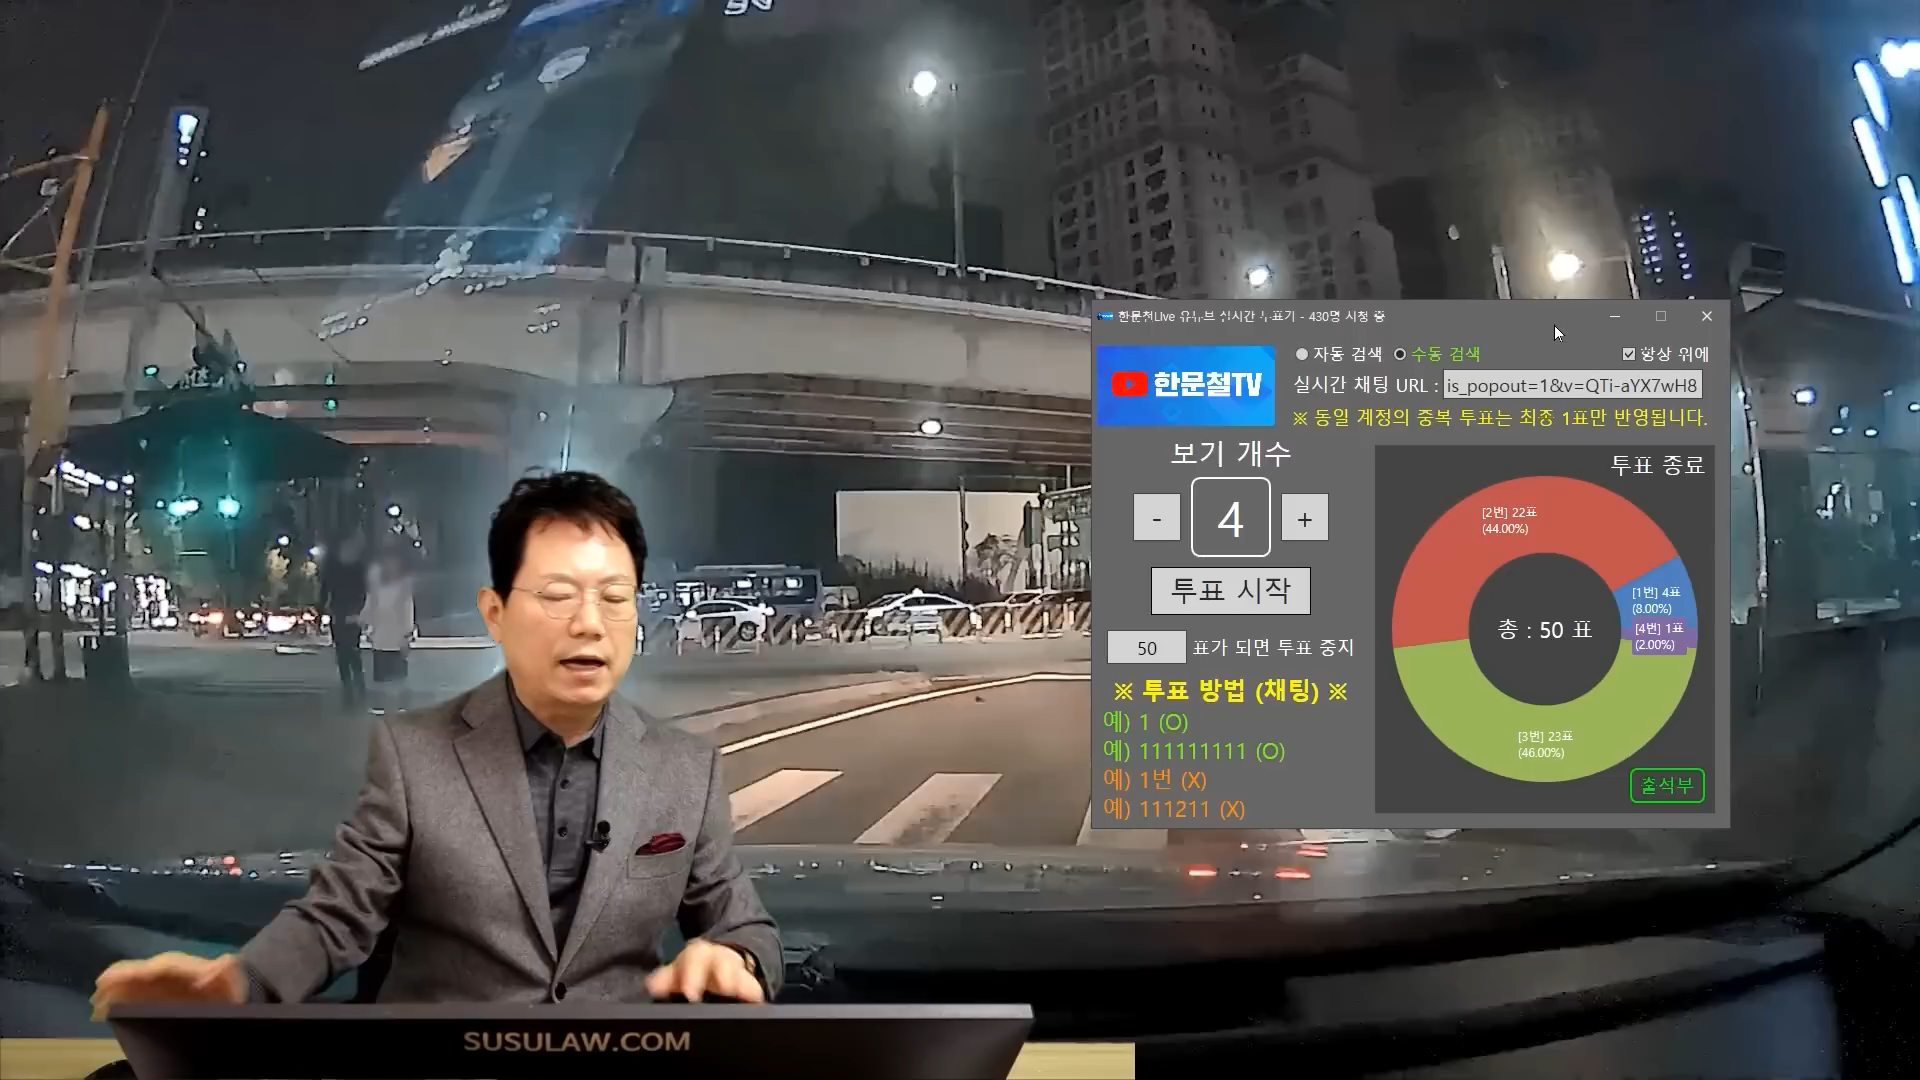 한문철Live 유튜브 실시간 투표기 - 430명 시청 중
한문철TV
자동 검색 수동 검색 항상 위에
실시간 채팅 URL : is_popout=1&v=QTi-aYX7wH8
※ 동일 계정의 중복 투표는 최종 1표만 반영됩니다.
보기 개수
- 4 +
투표 시작
50 표가 되면 투표 중지
※ 투표 방법 (채팅) ※
예) 1 (O)
예) 111111111 (O)
예) 1번 (X)
예) 111211 (X)
투표 종료
[2번] 22표
(44.00%)
[1번] 4표
(8.00%)
[4번] 1표
(2.00%)
총 : 50 표
[3번] 23표
(46.00%)
출석부
SUSULAW.COM